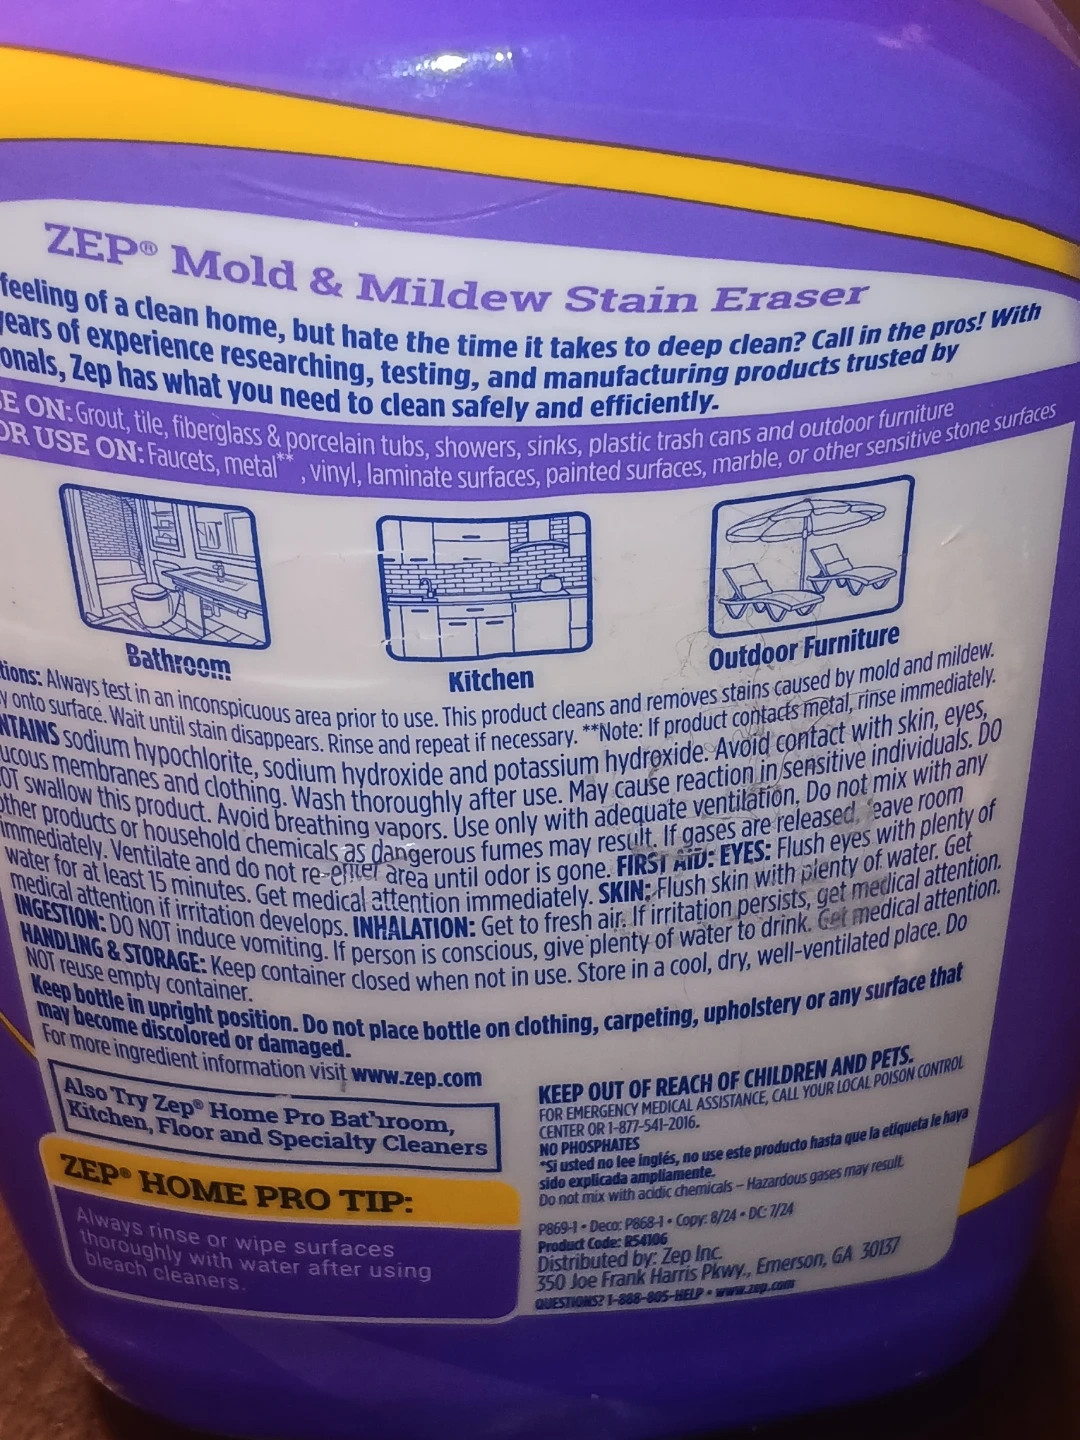 ZEP® Mold & Mildew Stain Eraser
feeling of a clean home, but hate the time it takes to deep clean? Call in the pros! With
ears of experience researching, testing, and manufacturing products trusted by
onals, Zep has what you need to clean safely and efficiently.
E ON: Grout, tile, fiberglass & porcelain tubs, showers, sinks, plastic trash cans and outdoor furniture
OR USE ON: Faucets, metal**, vinyl, laminate surfaces, painted surfaces, marble, or other sensitive stone surfaces
Bathroom
Kitchen
Outdoor Furniture
tions: Always test in an inconspicuous area prior to use. This product cleans and removes stains caused by mold and mildew.
y onto surface. Wait until stain disappears. Rinse and repeat if necessary. **Note: If product contacts metal, rinse immediately.
NTAINS sodium hypochlorite, sodium hydroxide and potassium hydroxide. Avoid contact with skin, eyes,
ucous membranes and clothing. Wash thoroughly after use. May cause reaction in sensitive individuals. DO
OT swallow this product. Avoid breathing vapors. Use only with adequate ventilation. Do not mix with any
other products or household chemicals as dangerous fumes may result. If gases are released, leave room
immediately. Ventilate and do not re-enter area until odor is gone. FIRST AID: EYES: Flush eyes with plenty of
water for at least 15 minutes. Get medical attention immediately. SKIN: Flush skin with plenty of water. Get
medical attention if irritation develops. INHALATION: Get to fresh air. If irritation persists, get medical attention.
INGESTION: DO NOT induce vomiting. If person is conscious, give plenty of water to drink. Get medical attention.
HANDLING & STORAGE: Keep container closed when not in use. Store in a cool, dry, well-ventilated place. Do
NOT reuse empty container.
Keep bottle in upright position. Do not place bottle on clothing, carpeting, upholstery or any surface that
may become discolored or damaged.
For more ingredient information visit www.zep.com
Also Try Zep® Home Pro Bathroom,
Kitchen, Floor and Specialty Cleaners
ZEP® HOME PRO TIP:
Always rinse or wipe surfaces
thoroughly with water after using
bleach cleaners.
KEEP OUT OF REACH OF CHILDREN AND PETS.
FOR EMERGENCY MEDICAL ASSISTANCE, CALL YOUR LOCAL POISON CONTROL
CENTER OR 1-877-541-2016.
NO PHOSPHATES
*Si usted no lee inglés, no use este producto hasta que la etiqueta le haya
sido explicada ampliamente.
Do not mix with acidic chemicals – Hazardous gases may result.
P869-1 • Deco: P868-1 • Copy: 8/24 • DC: 7/24
Product Code: R54106
Distributed by: Zep Inc.
350 Joe Frank Harris Pkwy., Emerson, GA 30137
QUESTIONS? 1-888-805-HELP • www.zep.com